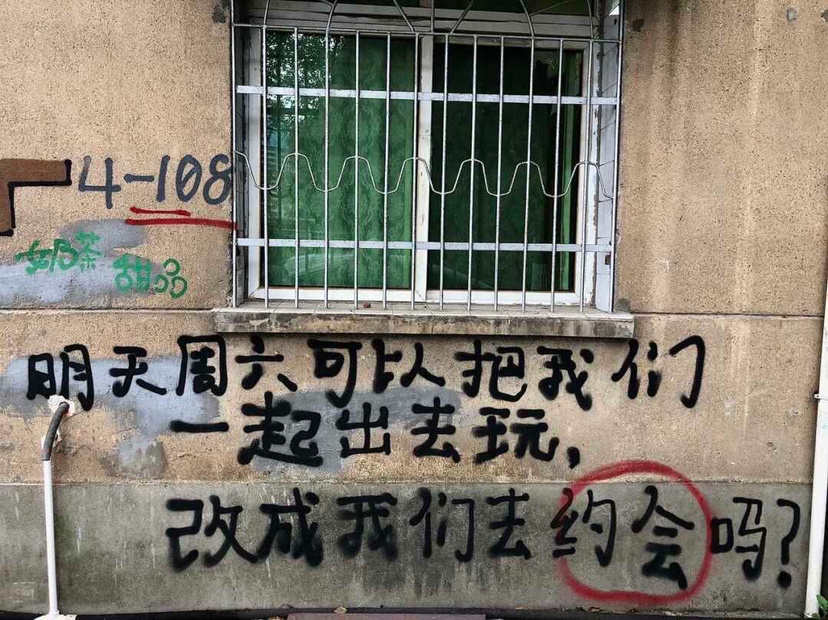 4-108
奶茶
甜品
明天周六可以把我们
一起出去玩，
改成我们去约会吗？